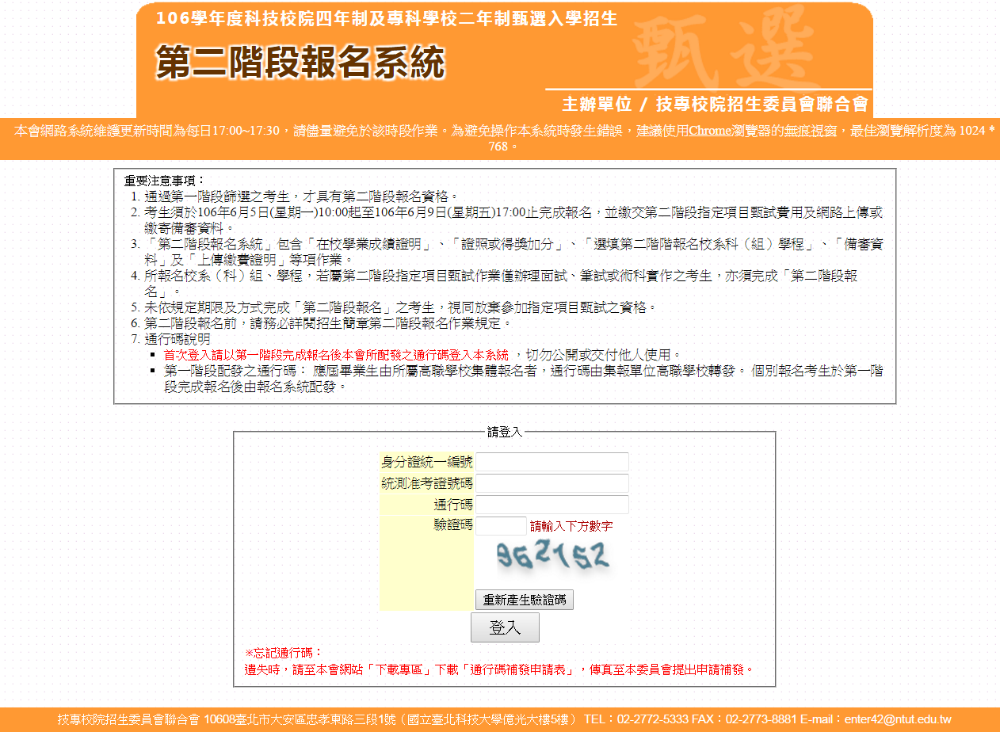 106學年度科技校院四年制及專科學校二年制甄選入學招生
甄選
第二階段報名系統
主辦單位 / 技專校院招生委員會聯合會
本會網路系統維護更新時間為每日17:00~17:30，請儘量避免於該時段作業。為避免操作本系統時發生錯誤，建議使用Chrome瀏覽器的無痕視窗，最佳瀏覽解析度為 1024 *
768。
重要注意事項：
1. 通過第一階段篩選之考生，才具有第二階段報名資格。
2. 考生須於106年6月5日(星期一)10:00起至106年6月9日(星期五)17:00止完成報名，並繳交第二階段指定項目甄試費用及網路上傳或
繳寄備審資料。
3. 「第二階段報名系統」包含「在校學業成績證明」、「證照或得獎加分」、「選填第二階階報名校系科（組）學程」、「備審資
料」及「上傳繳費證明」等項作業。
4. 所報名校系（科）組、學程，若屬第二階段指定項目甄試作業僅辦理面試、筆試或術科實作之考生，亦須完成「第二階段報
名」。
5. 未依規定期限及方式完成「第二階段報名」之考生，視同放棄參加指定項目甄試之資格。
6. 第二階段報名前，請務必詳閱招生簡章第二階段報名作業規定。
7. 通行碼說明
▪ 首次登入請以第一階段完成報名後本會所配發之通行碼登入本系統 ，切勿公開或交付他人使用。
▪ 第一階段配發之通行碼： 應屆畢業生由所屬高職學校集體報名者，通行碼由集報單位高職學校轉發。 個別報名考生於第一階
段完成報名後由報名系統配發。
請登入
身分證統一編號
統測准考證號碼
通行碼
驗證碼 請輸入下方數字
962152
重新產生驗證碼
登入
※忘記通行碼：
遺失時，請至本會網站「下載專區」下載「通行碼補發申請表」，傳真至本委員會提出申請補發。
技專校院招生委員會聯合會 10608臺北市大安區忠孝東路三段1號（國立臺北科技大學億光大樓5樓） TEL：02-2772-5333 FAX：02-2773-8881 E-mail：enter42@ntut.edu.tw